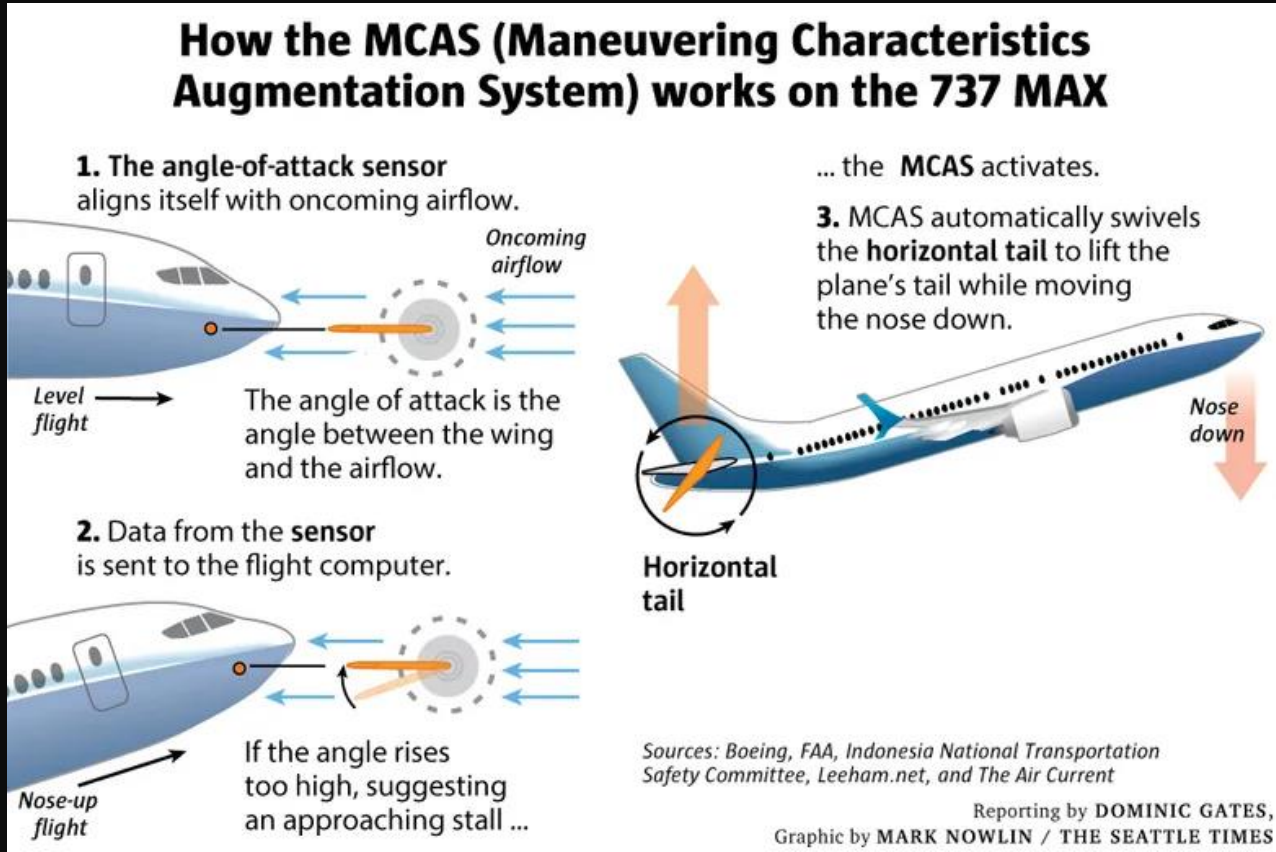 How the MCAS (Maneuvering Characteristics
Augmentation System) works on the 737 MAX
1. The angle-of-attack sensor
aligns itself with oncoming airflow.
Oncoming
airflow
Level
flight
The angle of attack is the
angle between the wing
and the airflow.
2. Data from the sensor
is sent to the flight computer.
Nose-up
flight
If the angle rises
too high, suggesting
an approaching stall ...
... the MCAS activates.
3. MCAS automatically swivels
the horizontal tail to lift the
plane's tail while moving
the nose down.
Nose
down
Horizontal
tail
Sources: Boeing, FAA, Indonesia National Transportation
Safety Committee, Leeham.net, and The Air Current
Reporting by DOMINIC GATES,
Graphic by MARK NOWLIN / THE SEATTLE TIMES